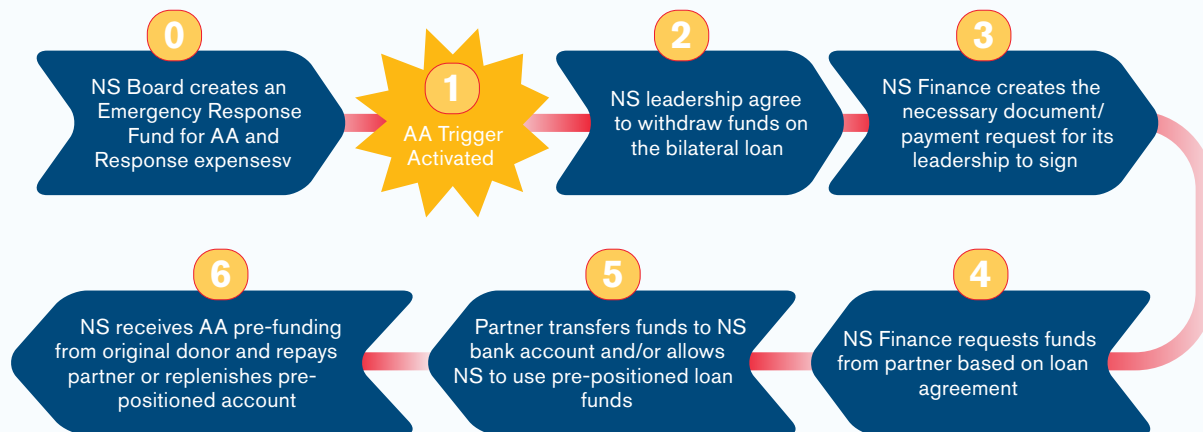 0
NS Board creates an
Emergency Response
Fund for AA and
Response expensesv
1
AA Trigger
Activated
2
NS leadership agree
to withdraw funds on
the bilateral loan
3
NS Finance creates the
necessary document/
payment request for its
leadership to sign
4
NS Finance requests funds
from partner based on loan
agreement
5
Partner transfers funds to NS
bank account and/or allows
NS to use pre-positioned loan
funds
6
NS receives AA pre-funding
from original donor and repays
partner or replenishes pre-
positioned account